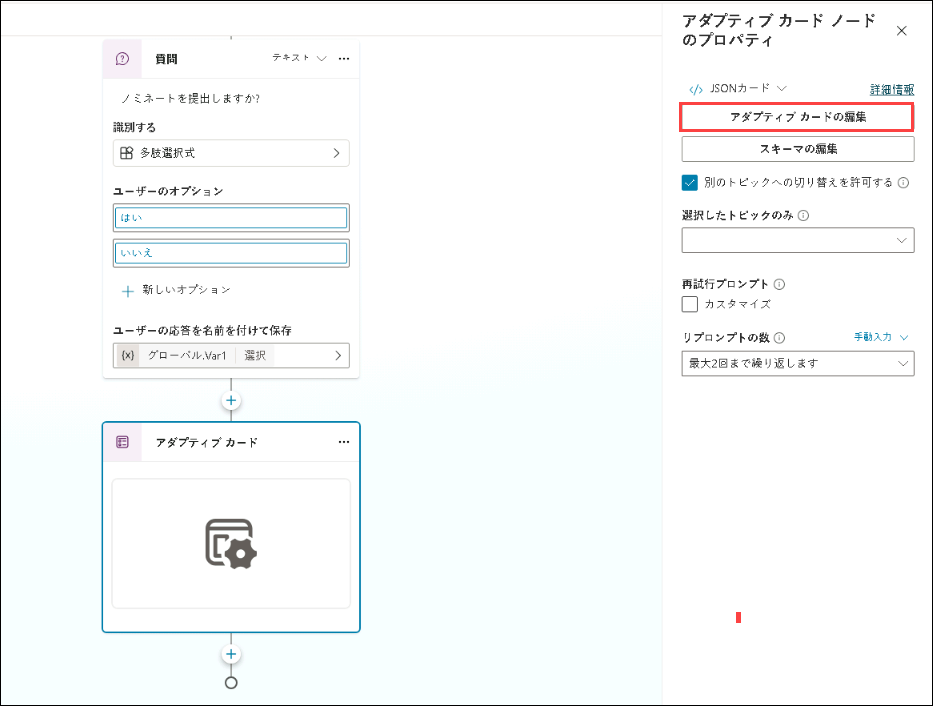 質問
テキスト
ノミネートを提出しますか?
識別する
多肢選択式
ユーザーのオプション
はい
いいえ
新しいオプション
ユーザーの応答を名前を付けて保存
(x) グローバル.Var1 選択
アダプティブ カード
アダプティブ カード ノード
のプロパティ
JSONカード
詳細情報
アダプティブ カードの編集
スキーマの編集
別のトピックへの切り替えを許可する
選択したトピックのみ
再試行プロンプト
カスタマイズ
リプロンプトの数
手動入力
最大2回まで繰り返します